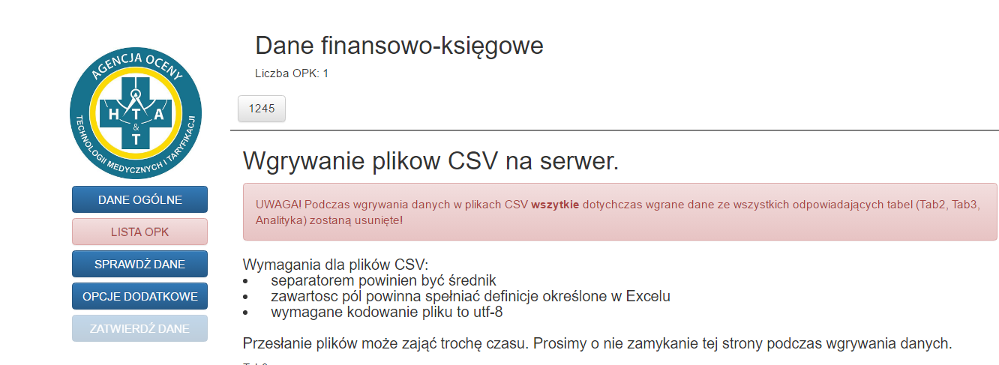 Dane finansowo-księgowe
Liczba OPK: 1
1245
AGENCJA OCENY
H T A
&
T
TECHNOLOGII MEDYCZNYCH I TARYFIKACJI
DANE OGÓLNE
LISTA OPK
SPRAWDŹ DANE
OPCJE DODATKOWE
ZATWIERDŹ DANE
Wgrywanie plikow CSV na serwer.
UWAGA! Podczas wgrywania danych w plikach CSV wszytkie dotychczas wgrane dane ze wszystkich odpowiadających tabel (Tab2, Tab3,
Analityka) zostaną usunięte!
Wymagania dla plików CSV:
• separatorem powinien być średnik
• zawartosc pól powinna spełniać definicje określone w Excelu
• wymagane kodowanie pliku to utf-8
Przesłanie plików może zająć trochę czasu. Prosimy o nie zamykanie tej strony podczas wgrywania danych.